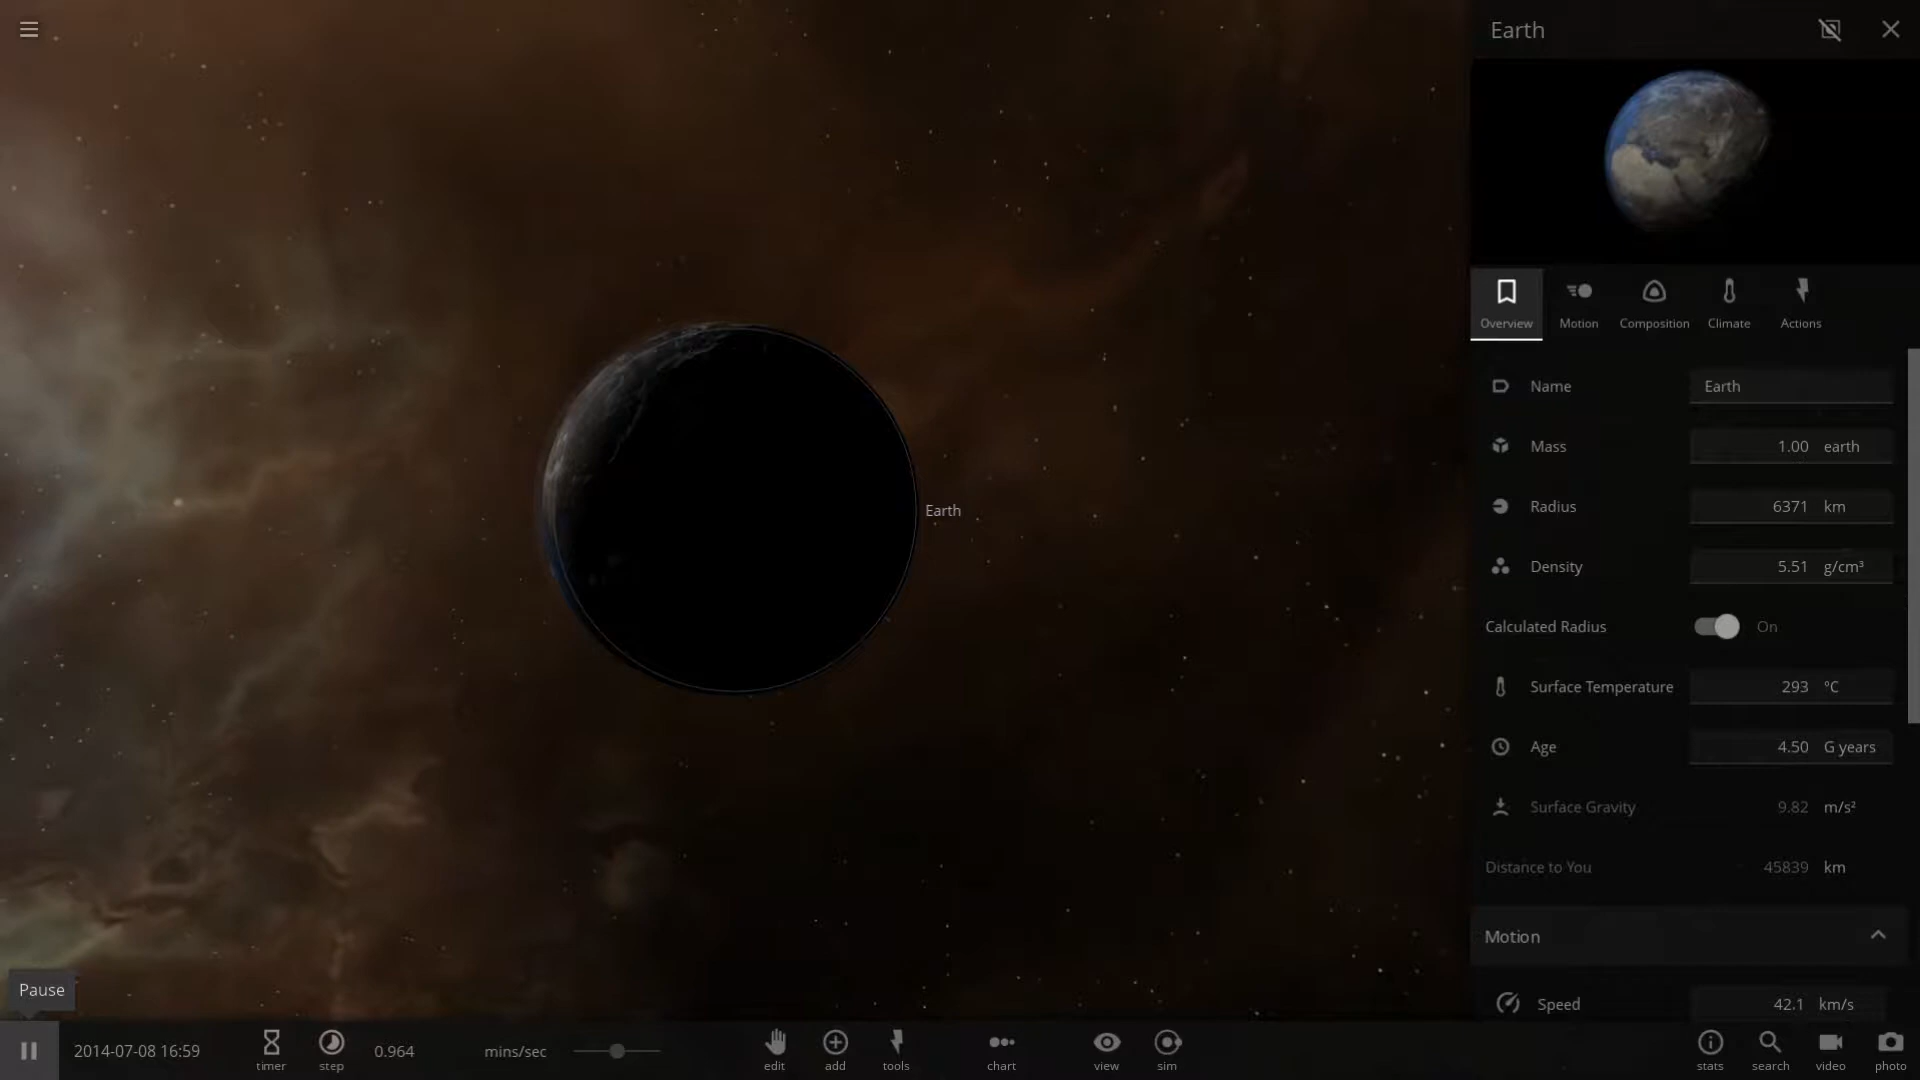 Earth
Overview
Motion
Composition
Climate
Actions
Name Earth
Mass 1.00 earth
Radius 6371 km
Earth
Density 5.51 g/cm³
Calculated Radius On
Surface Temperature 293 °C
Age 4.50 G years
Surface Gravity 9.82 m/s²
Distance to You 45839 km
Motion
Speed 42.1 km/s
Pause
2014-07-08 16:59
timer
step
0.964 mins/sec
edit
add
tools
chart
view
sim
stats
search
video
photo